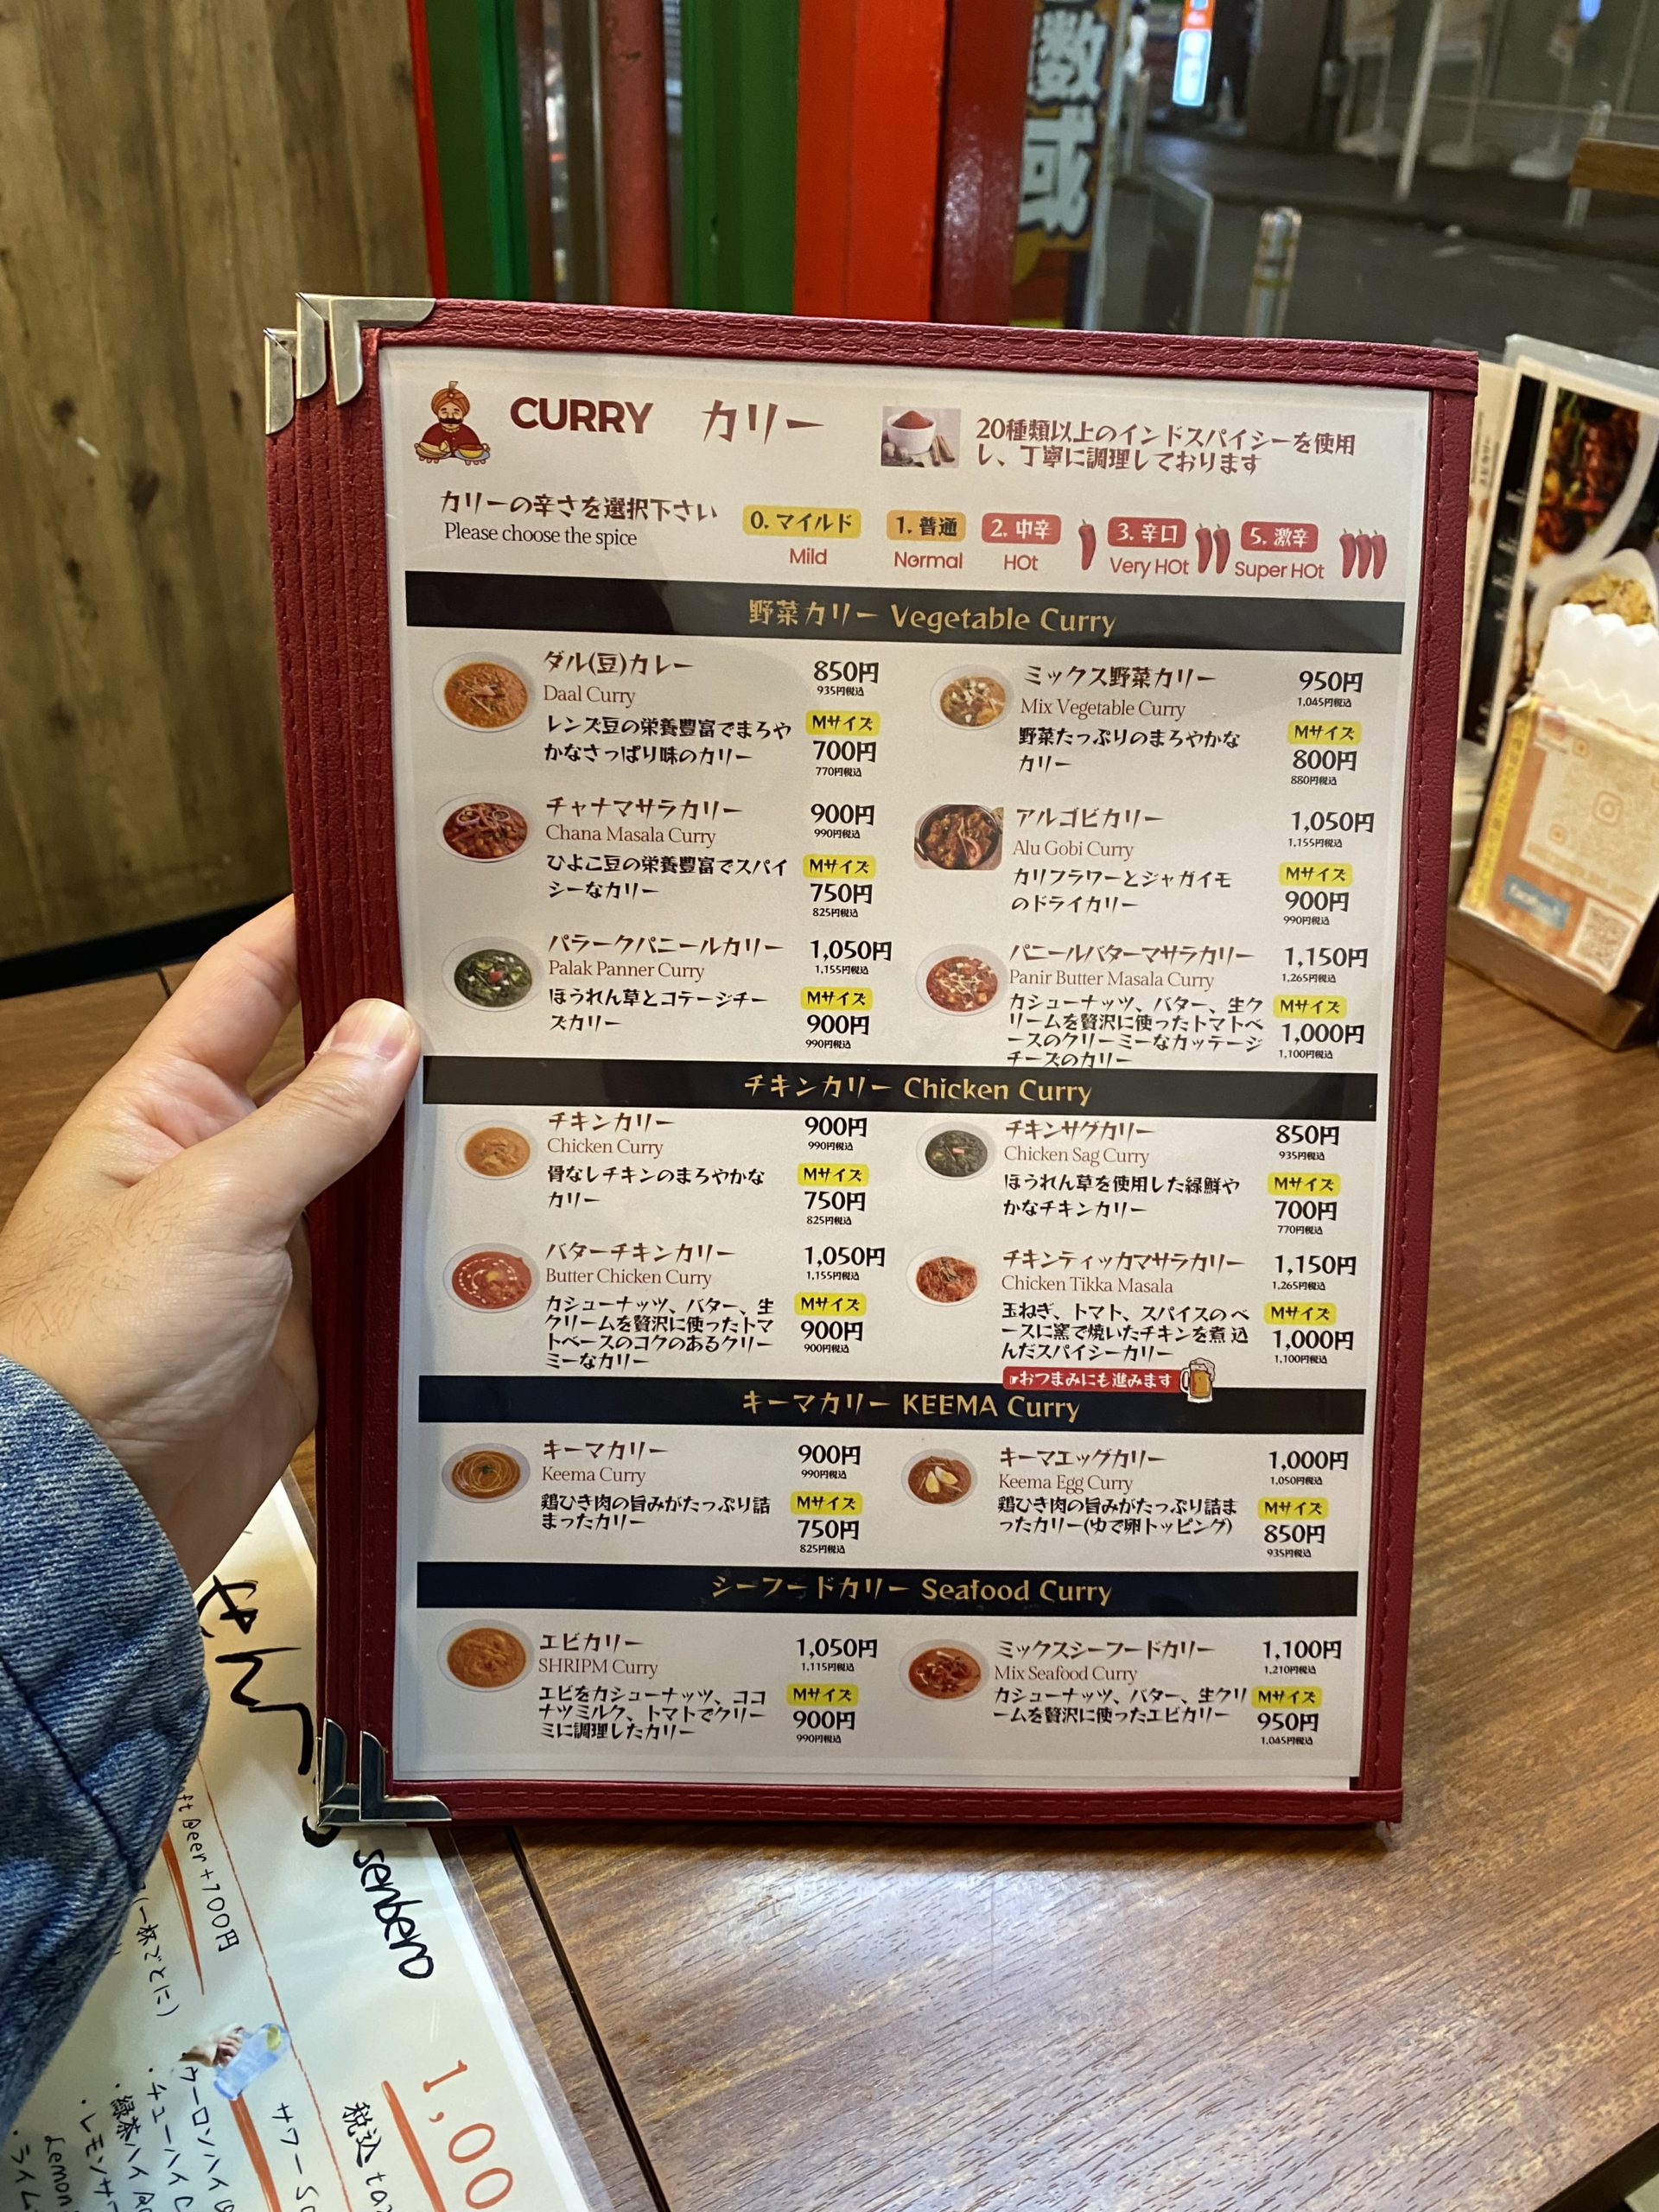 数
域
CURRY カリー
20種類以上のインドスパイシーを使用
し、丁寧に調理しております
カリーの辛さを選択下さい
Please choose the spice
0. マイルド
Mild
1. 普通
Normal
2. 中辛
HOt
3. 辛口
Very HOt
5. 激辛
Super HOt
野菜カリー Vegetable Curry
ダル(豆)カレー 850円
Daal Curry 935円税込
レンズ豆の栄養豊富でまろや Mサイズ
かなさっぱり味のカリー 700円
770円税込
ミックス野菜カリー 950円
Mix Vegetable Curry 1,045円税込
野菜たっぷりのまろやかな Mサイズ
カリー 800円
880円税込
チャナマサラカリー 900円
Chana Masala Curry 990円税込
ひよこ豆の栄養豊富でスパイ Mサイズ
シーなカリー 750円
825円税込
アルゴビカリー 1,050円
Alu Gobi Curry 1,155円税込
カリフラワーとジャガイモ Mサイズ
のドライカリー 900円
990円税込
パラークパニールカリー 1,050円
Palak Panner Curry 1,155円税込
ほうれん草とコテージチー Mサイズ
ズカリー 900円
990円税込
パニールバターマサラカリー 1,150円
Panir Butter Masala Curry 1,265円税込
カシューナッツ、バター、生ク Mサイズ
リームを贅沢に使ったトマトベ 1,000円
ースのクリーミーなカッテージ 1,100円税込
チーズのカリー
チキンカリー Chicken Curry
チキンカリー 900円
Chicken Curry 990円税込
骨なしチキンのまろやかな Mサイズ
カリー 750円
825円税込
チキンサグカリー 850円
Chicken Sag Curry 935円税込
ほうれん草を使用した緑鮮や Mサイズ
かなチキンカリー 700円
770円税込
バターチキンカリー 1,050円
Butter Chicken Curry 1,155円税込
カシューナッツ、バター、生 Mサイズ
クリームを贅沢に使ったトマ 900円
トベースのコクのあるクリー 900円税込
ミーなカリー
チキンティッカマサラカリー 1,150円
Chicken Tikka Masala 1,265円税込
玉ねぎ、トマト、スパイスのベ Mサイズ
ースに窯で焼いたチキンを煮込 1,000円
んだスパイシーカリー 1,100円税込
☞おつまみにも進みます
キーマカリー KEEMA Curry
キーマカリー 900円
Keema Curry 990円税込
鶏ひき肉の旨みがたっぷり詰 Mサイズ
まったカリー 750円
825円税込
キーマエッグカリー 1,000円
Keema Egg Curry 1,050円税込
鶏ひき肉の旨みがたっぷり詰ま Mサイズ
ったカリー(ゆで卵トッピング) 850円
935円税込
シーフードカリー Seafood Curry
エビカリー 1,050円
SHRIPM Curry 1,115円税込
エビをカシューナッツ、ココ Mサイズ
ナツミルク、トマトでクリー 900円
ミに調理したカリー 990円税込
ミックスシーフードカリー 1,100円
Mix Seafood Curry 1,210円税込
カシューナッツ、バター、生クリ Mサイズ
ームを贅沢に使ったエビカリー 950円
1,045円税込
せん
senbero
ft Beer +700円
(一杯ごとに)
1,00
税込
サワー
ウーロンハイ
・チューハイ
・緑茶ハイ
・レモンサ
Lemon
・ライム